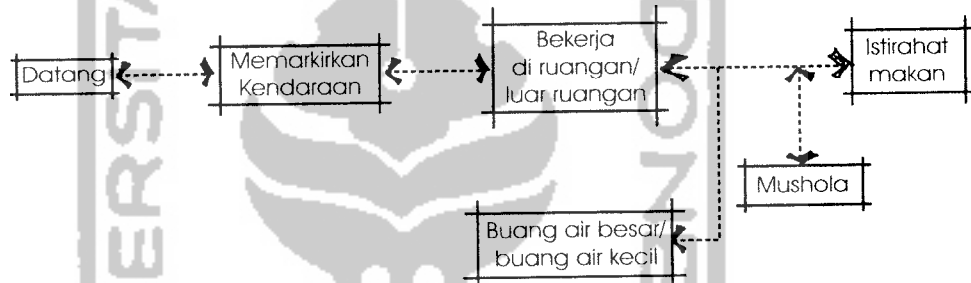 Datang
Memarkirkan
Kendaraan
Bekerja
di ruangan/
luar ruangan
Istirahat
makan
Mushola
Buang air besar/
buang air kecil